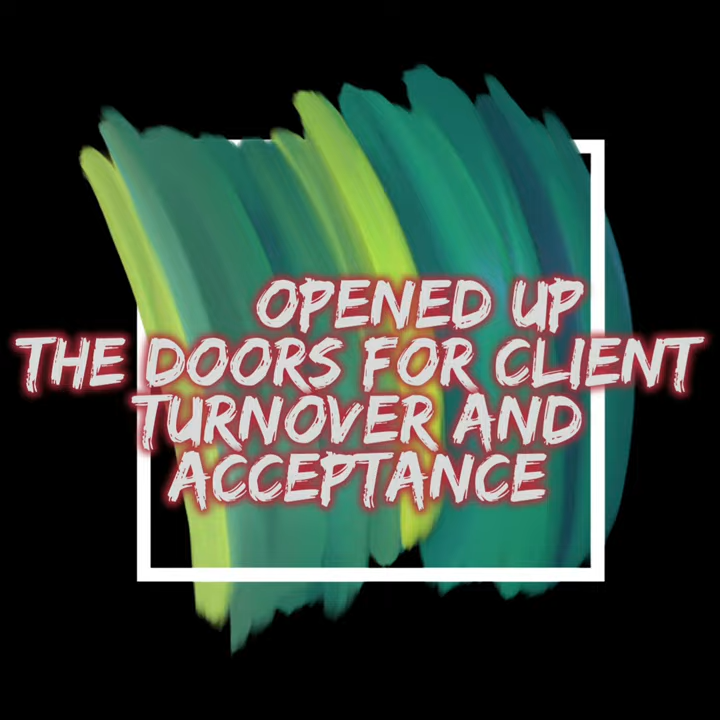 OPENED UP
THE DOORS FOR CLIENT
TURNOVER AND
ACCEPTANCE